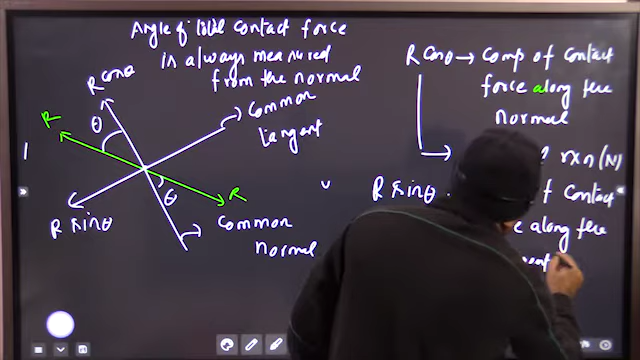 Angle of total contact force
is always measured
from the normal
R cosθ
R
θ
common
tangent
R
θ
R sinθ
common
normal
R cosθ → Comp of Contact
force along the
normal
rxn (N)
R sinθ
of Contact
along the